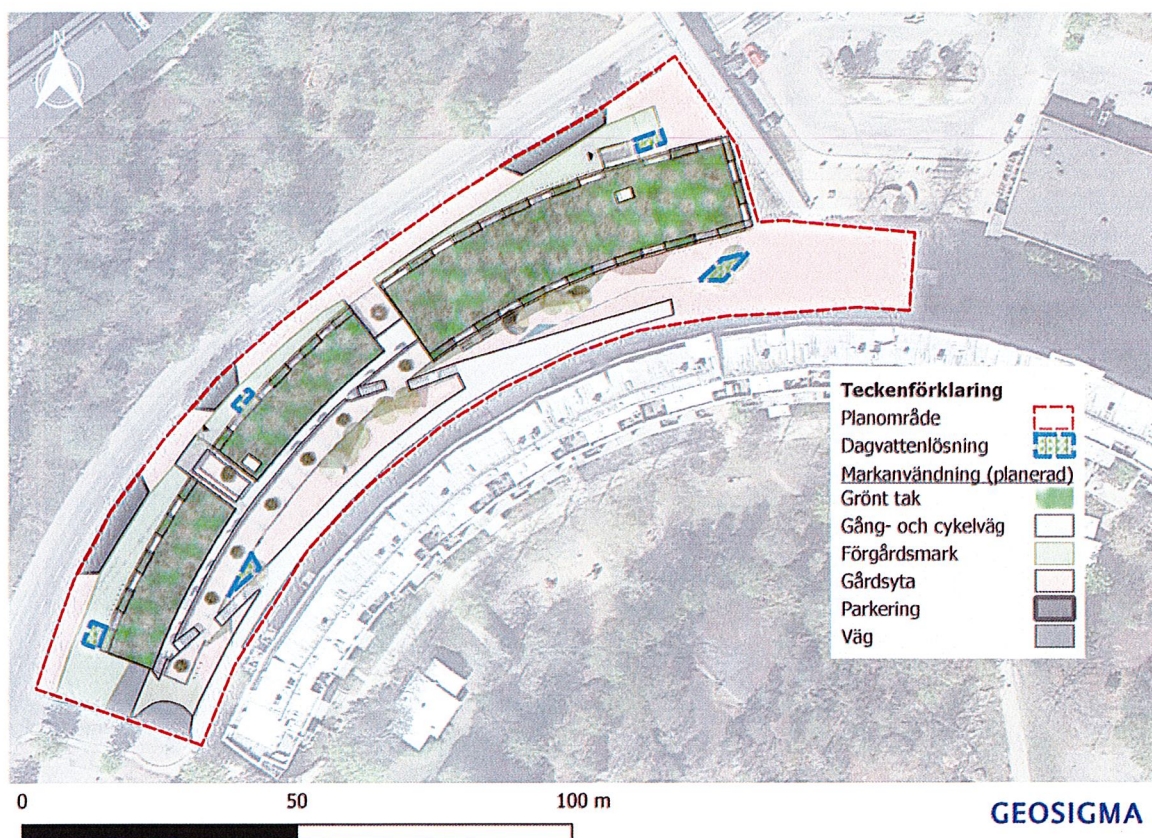 Teckenförklaring
Planområde
Dagvattenlösning
Markanvändning (planerad)
Grönt tak
Gång- och cykelväg
Förgårdsmark
Gårdsyta
Parkering
Väg
0 50 100 m
GEOSIGMA